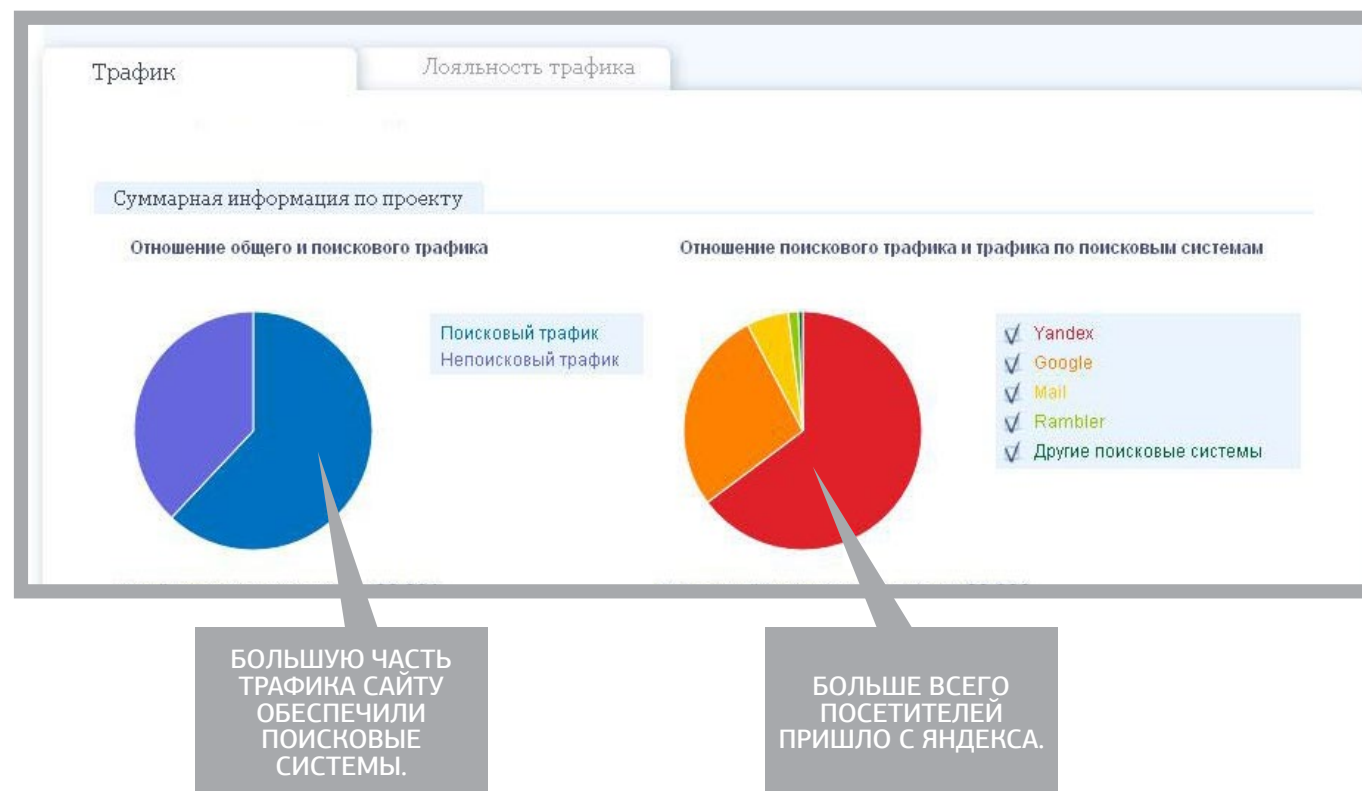 Трафик
Лояльность трафика
Суммарная информация по проекту
Отношение общего и поискового трафика
Поисковый трафик
Непоисковый трафик
Отношение поискового трафика и трафика по поисковым системам
Yandex
Google
Mail
Rambler
Другие поисковые системы
БОЛЬШУЮ ЧАСТЬ
ТРАФИКА САЙТУ
ОБЕСПЕЧИЛИ
ПОИСКОВЫЕ
СИСТЕМЫ.
БОЛЬШЕ ВСЕГО
ПОСЕТИТЕЛЕЙ
ПРИШЛО С ЯНДЕКСА.